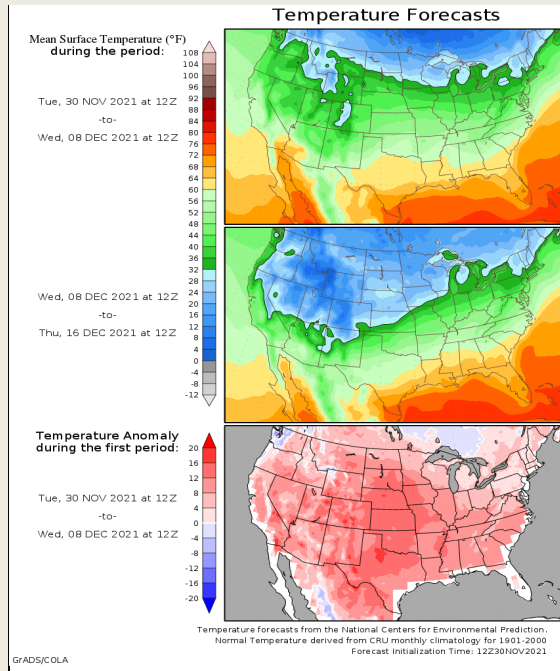 Temperature Forecasts
Mean Surface Temperature (°F)
during the period:
Tue, 30 NOV 2021 at 12Z
-to-
Wed, 08 DEC 2021 at 12Z
108
104
100
96
92
88
84
80
76
72
68
64
60
56
52
48
44
40
36
32
28
24
20
16
12
8
4
0
-4
-8
-12
Wed, 08 DEC 2021 at 12Z
-to-
Thu, 16 DEC 2021 at 12Z
Temperature Anomaly
during the first period:
Tue, 30 NOV 2021 at 12Z
-to-
Wed, 08 DEC 2021 at 12Z
20
16
12
8
4
0
-4
-8
-12
-16
-20
Temperature forecasts from the National Centers for Environmental Prediction.
Normal Temperature derived from CRU monthly climatology for 1901-2000
Forecast Initialization Time: 12Z30NOV2021
GrADS/COLA